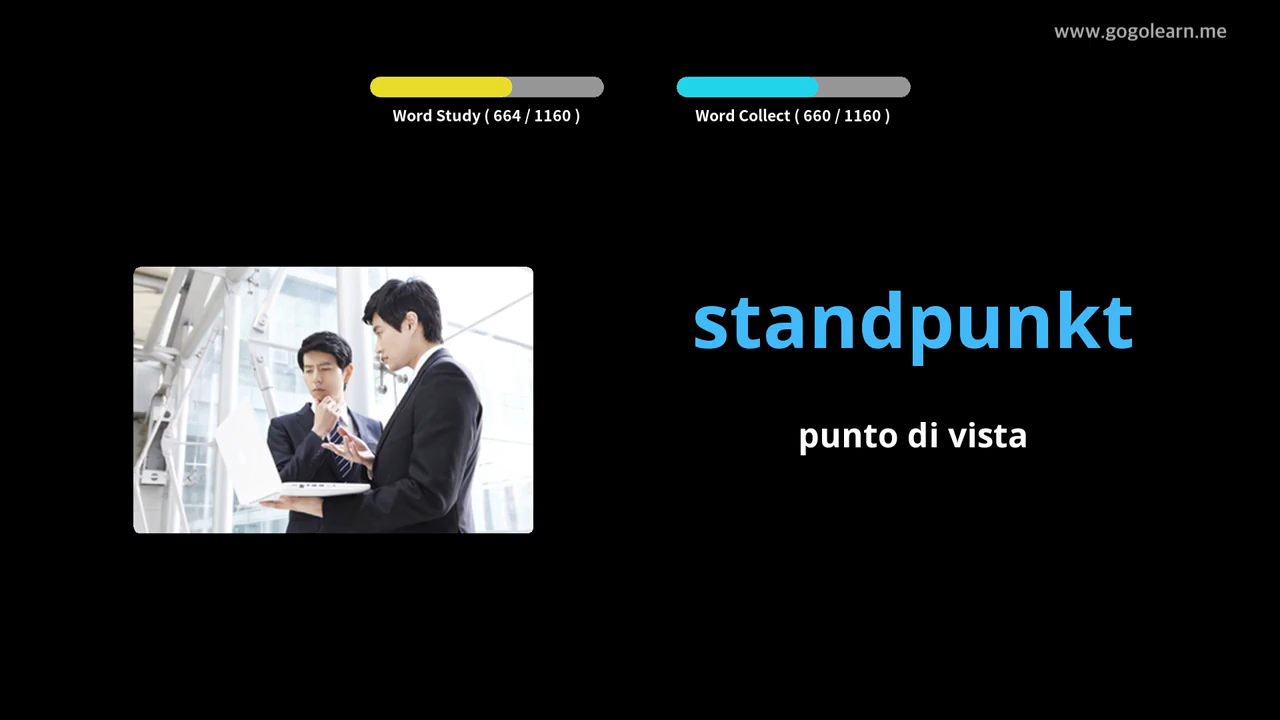 www.gogolearn.me
Word Study ( 664 / 1160 )
Word Collect ( 660 / 1160 )
standpunkt
punto di vista